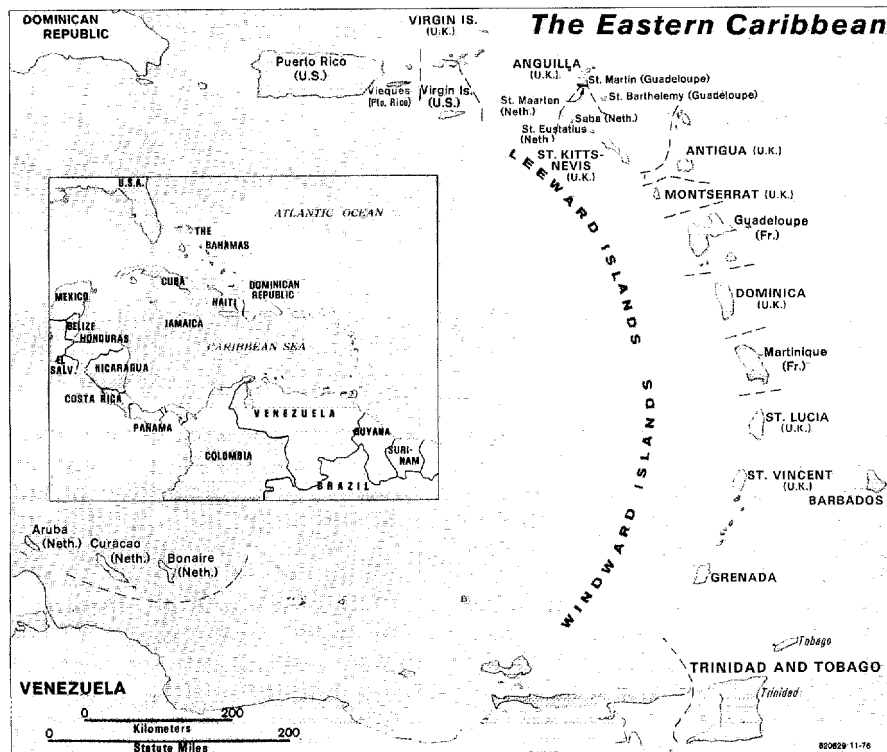 The Eastern Caribbean
DOMINICAN
REPUBLIC
VIRGIN IS.
(U.K.)
Puerto Rico
(U.S.)
Vieques
(Pto. Rico)
Virgin Is.
(U.S.)
ANGUILLA
(U.K.)
St. Martin (Guadeloupe)
St. Barthelemy (Guadeloupe)
St. Maarten
(Neth.)
Saba (Neth.)
St. Eustatius
(Neth.)
ST. KITTS-
NEVIS
(U.K.)
ANTIGUA (U.K.)
MONTSERRAT (U.K.)
Guadeloupe
(Fr.)
LEEWARD ISLANDS
DOMINICA
(U.K.)
Martinique
(Fr.)
ST. LUCIA
(U.K.)
WINDWARD ISLANDS
ST. VINCENT
(U.K.)
BARBADOS
GRENADA
Tobago
TRINIDAD AND TOBAGO
Trinidad
U.S.A.
ATLANTIC OCEAN
THE
BAHAMAS
CUBA
DOMINICAN
REPUBLIC
HAITI
MEXICO
JAMAICA
BELIZE
HONDURAS
CARIBBEAN SEA
EL
SALV.
NICARAGUA
COSTA RICA
PANAMA
VENEZUELA
GUYANA
COLOMBIA
SURI-
NAM
BRAZIL
Aruba
(Neth.)
Curacao
(Neth.)
Bonaire
(Neth.)
VENEZUELA
0 200
Kilometers
0 200
Statute Miles
820629 11-76